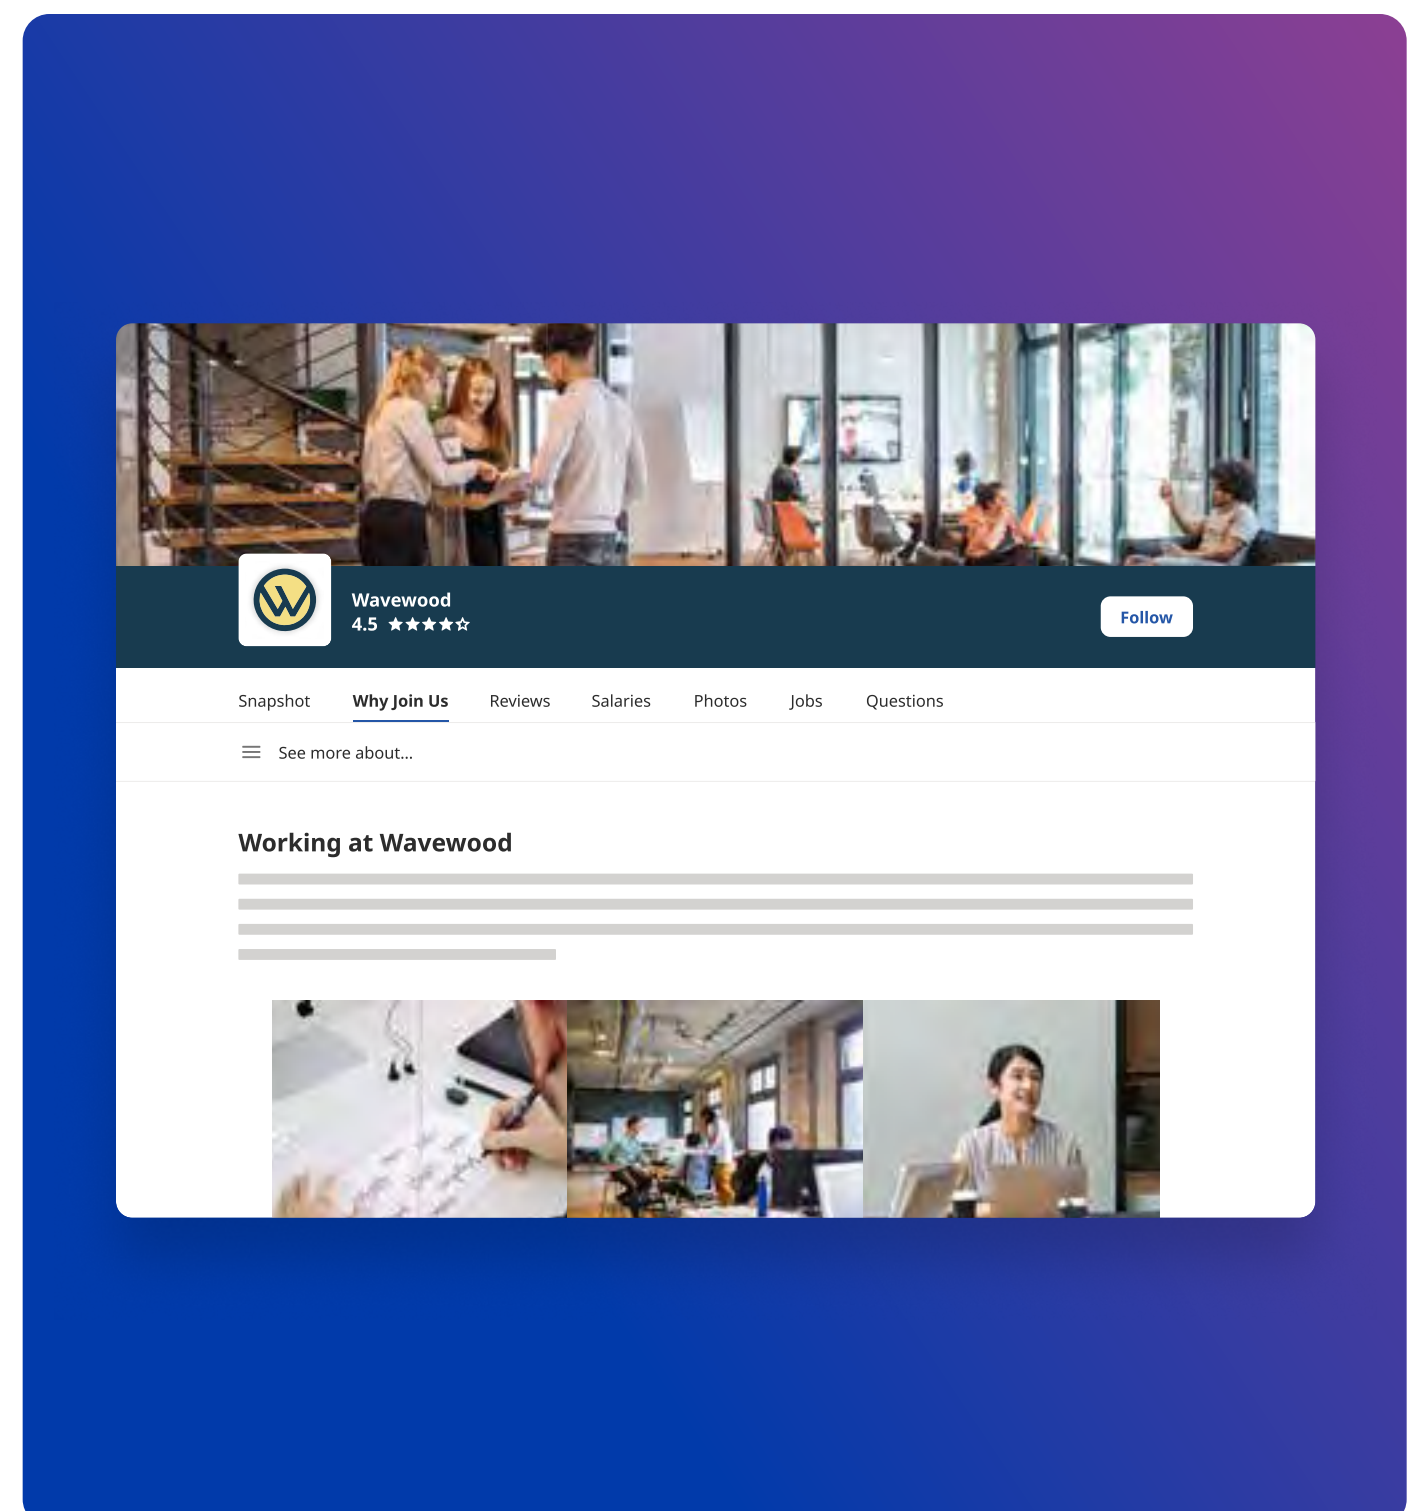 Wavewood
4.5
Follow
Snapshot Why Join Us Reviews Salaries Photos Jobs Questions
See more about...
Working at Wavewood